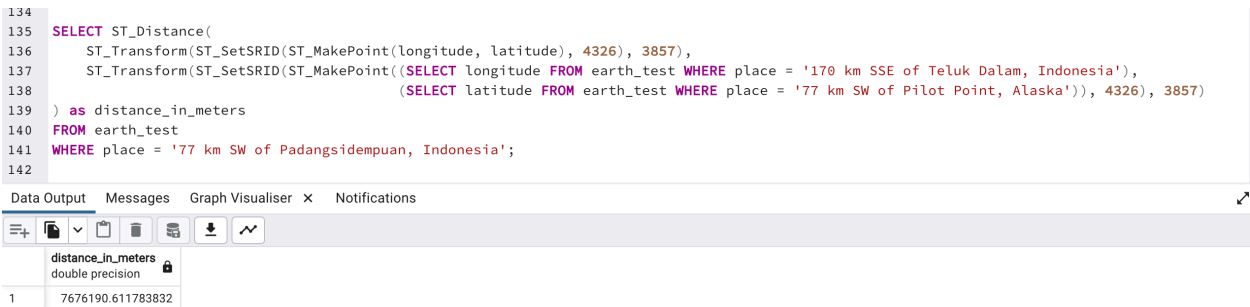 134
135 SELECT ST_Distance(
136 ST_Transform(ST_SetSRID(ST_MakePoint(longitude, latitude), 4326), 3857),
137 ST_Transform(ST_SetSRID(ST_MakePoint((SELECT longitude FROM earth_test WHERE place = '170 km SSE of Teluk Dalam, Indonesia'),
138 (SELECT latitude FROM earth_test WHERE place = '77 km SW of Pilot Point, Alaska')), 4326), 3857)
139 ) as distance_in_meters
140 FROM earth_test
141 WHERE place = '77 km SW of Padangsidempuan, Indonesia';
142
Data Output Messages Graph Visualiser × Notifications
distance_in_meters
double precision
1 7676190.611783832